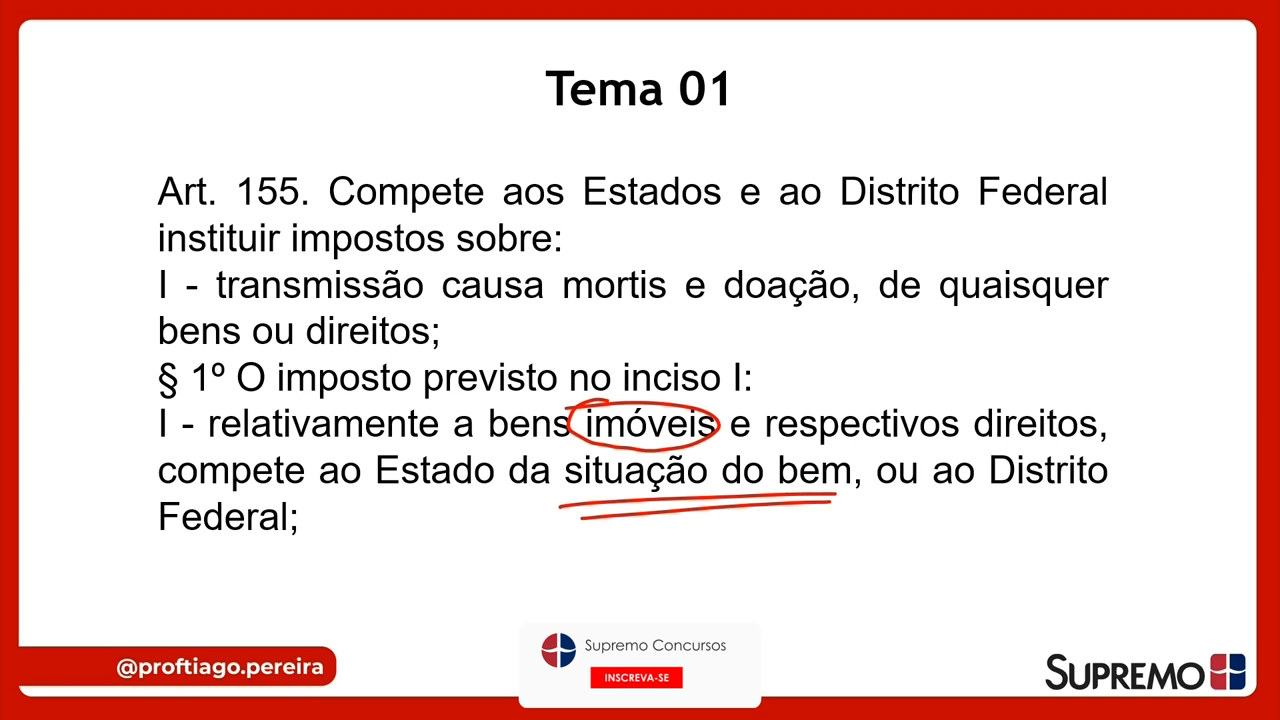 Tema 01
Art. 155. Compete aos Estados e ao Distrito Federal
instituir impostos sobre:
I - transmissão causa mortis e doação, de quaisquer
bens ou direitos;
§ 1º O imposto previsto no inciso I:
I - relativamente a bens imóveis e respectivos direitos,
compete ao Estado da situação do bem, ou ao Distrito
Federal;
@proftiago.pereira
Supremo Concursos
INSCREVA-SE
SUPREMO